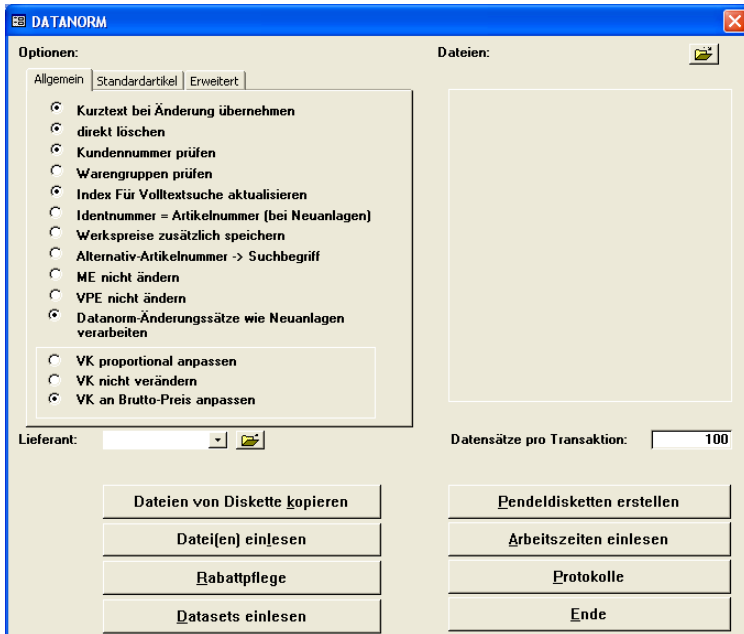 DATANORM
Optionen:
Dateien:
Allgemein
Standardartikel
Erweitert
Kurztext bei Änderung übernehmen
direkt löschen
Kundennummer prüfen
Warengruppen prüfen
Index Für Volltextsuche aktualisieren
Identnummer = Artikelnummer (bei Neuanlagen)
Werkspreise zusätzlich speichern
Alternativ-Artikelnummer -> Suchbegriff
ME nicht ändern
VPE nicht ändern
Datanorm-Änderungssätze wie Neuanlagen
verarbeiten
VK proportional anpassen
VK nicht verändern
VK an Brutto-Preis anpassen
Lieferant:
Datensätze pro Transaktion: 100
Dateien von Diskette kopieren
Datei(en) einlesen
Rabattpflege
Datasets einlesen
Pendeldisketten erstellen
Arbeitszeiten einlesen
Protokolle
Ende